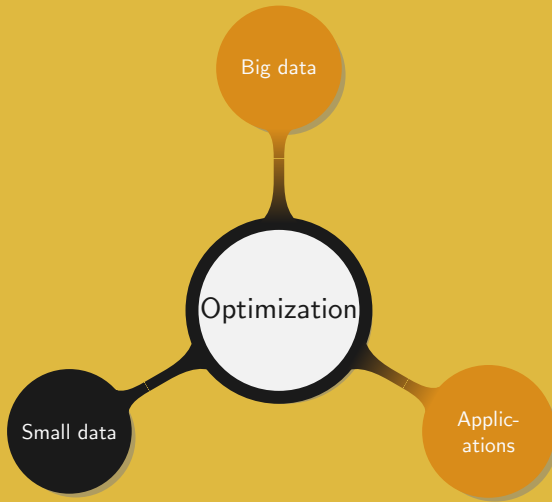 Big data
Optimization
Small data
Applic-
ations